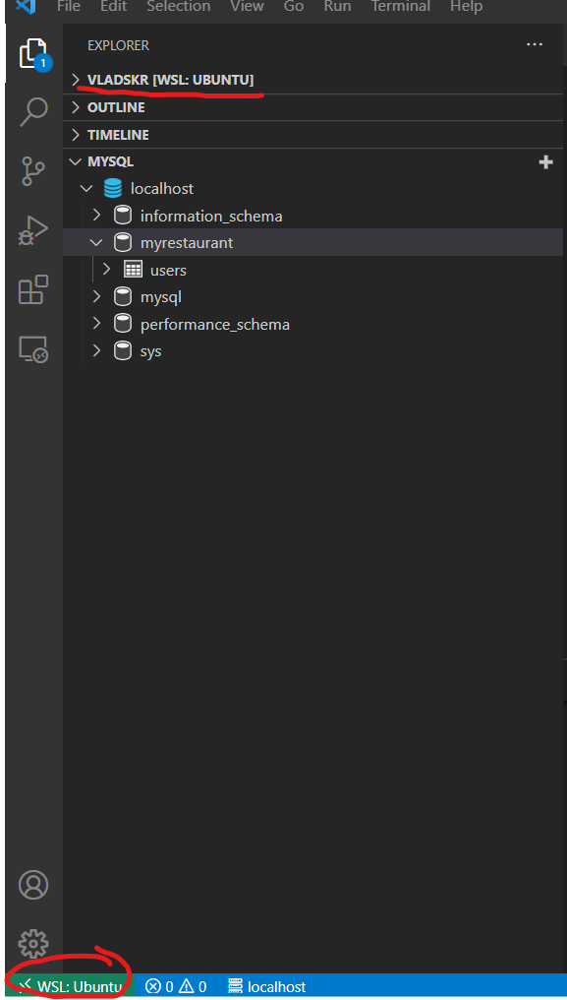 File Edit Selection View Go Run Terminal Help
EXPLORER
1
VLADSKR [WSL: UBUNTU]
OUTLINE
TIMELINE
MYSQL
localhost
information_schema
myrestaurant
users
mysql
performance_schema
sys
WSL: Ubuntu 0 0 localhost